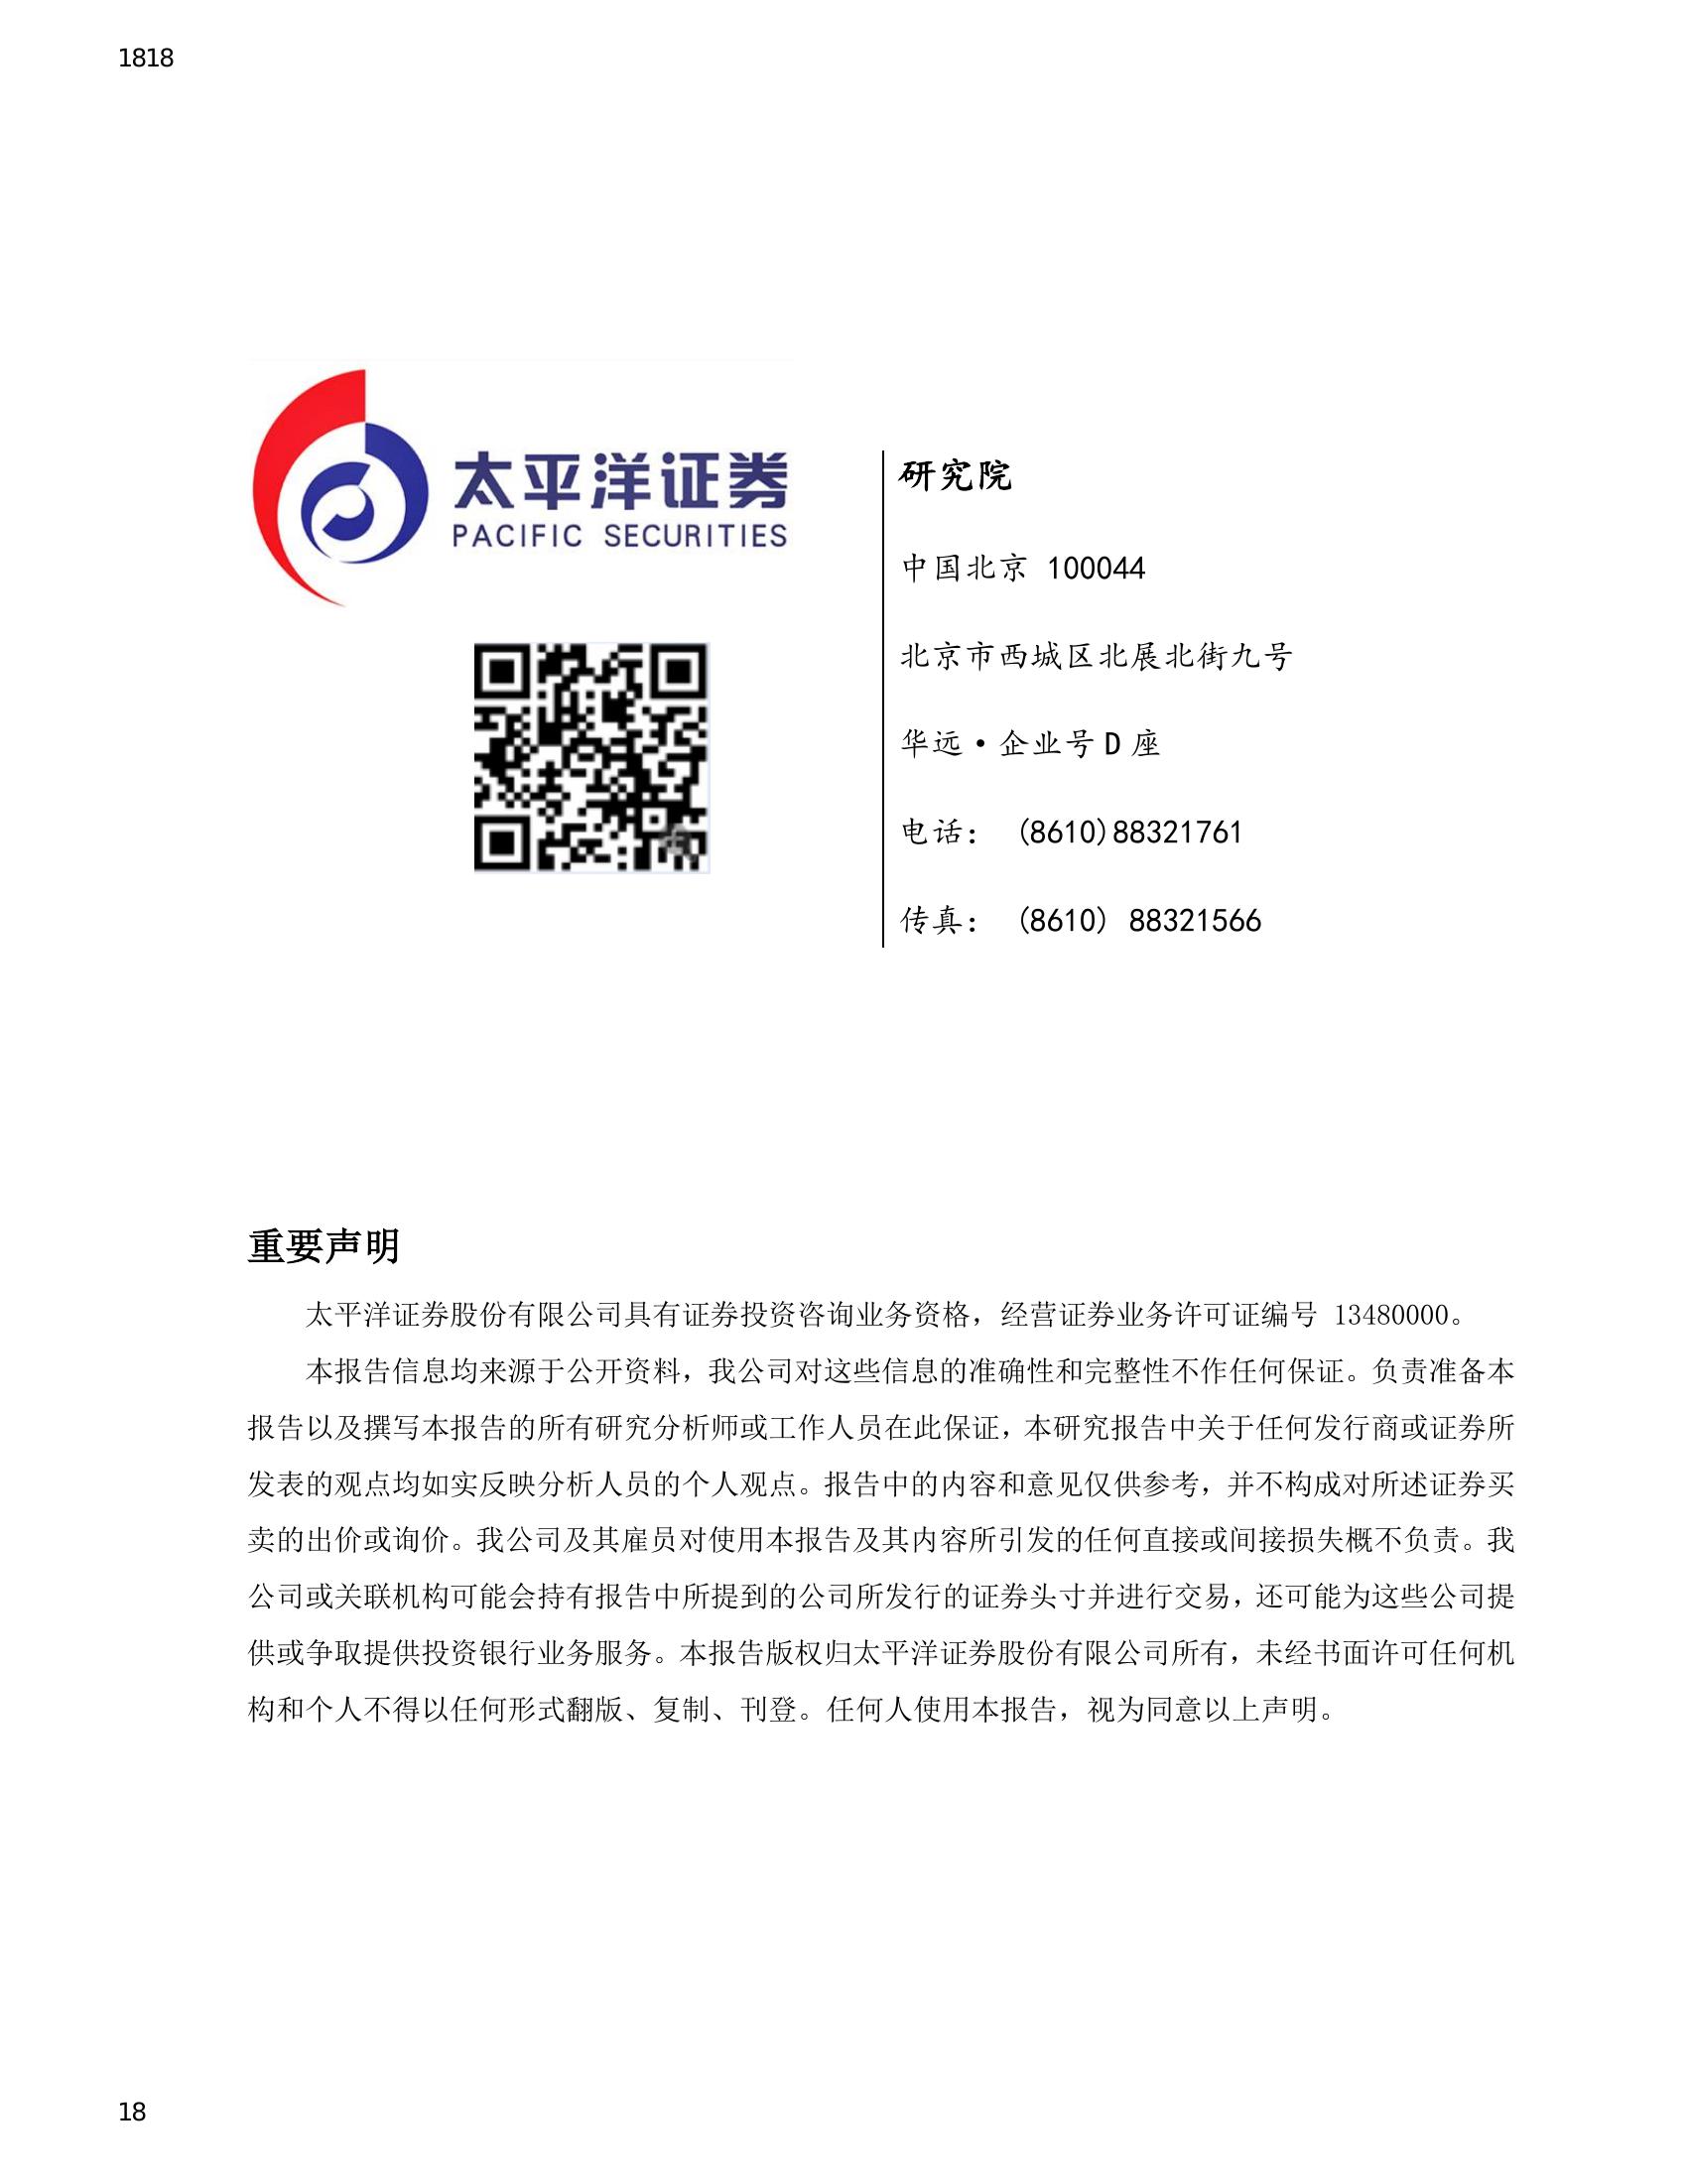 1818
太平洋证券
PACIFIC SECURITIES
研究院
中国北京 100044
北京市西城区北展北街九号
华远·企业号 D 座
电话： (8610)88321761
传真： (8610) 88321566
重要声明
太平洋证券股份有限公司具有证券投资咨询业务资格，经营证券业务许可证编号 13480000。
本报告信息均来源于公开资料，我公司对这些信息的准确性和完整性不作任何保证。负责准备本
报告以及撰写本报告的所有研究分析师或工作人员在此保证，本研究报告中关于任何发行商或证券所
发表的观点均如实反映分析人员的个人观点。报告中的内容和意见仅供参考，并不构成对所述证券买
卖的出价或询价。我公司及其雇员对使用本报告及其内容所引发的任何直接或间接损失概不负责。我
公司或关联机构可能会持有报告中所提到的公司所发行的证券头寸并进行交易，还可能为这些公司提
供或争取提供投资银行业务服务。本报告版权归太平洋证券股份有限公司所有，未经书面许可任何机
构和个人不得以任何形式翻版、复制、刊登。任何人使用本报告，视为同意以上声明。
18